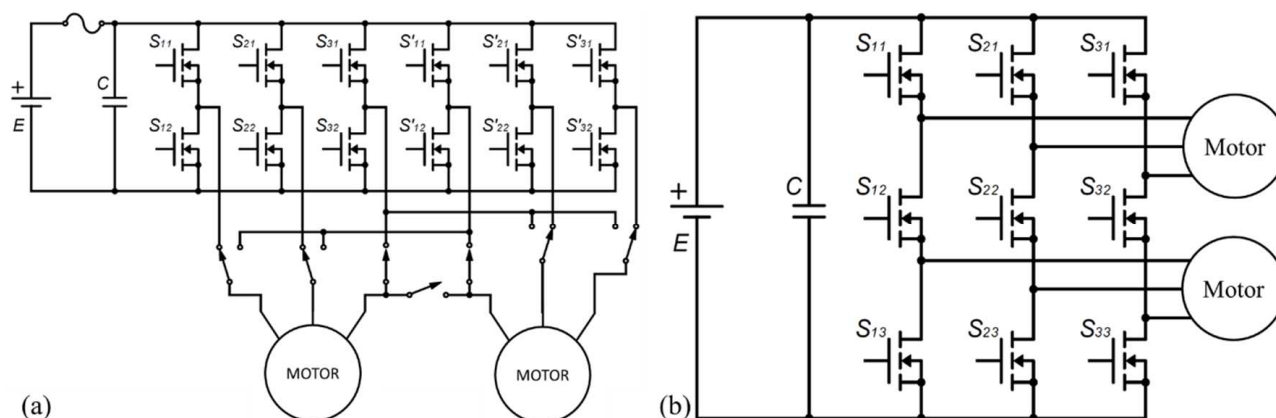 S11 S21 S31 S'11 S'21 S'31
+
E
C
S12 S22 S32 S'12 S'22 S'32
MOTOR MOTOR
(a)
S11 S21 S31
Motor
+
E
C
S12 S22 S32
Motor
S13 S23 S33
(b)